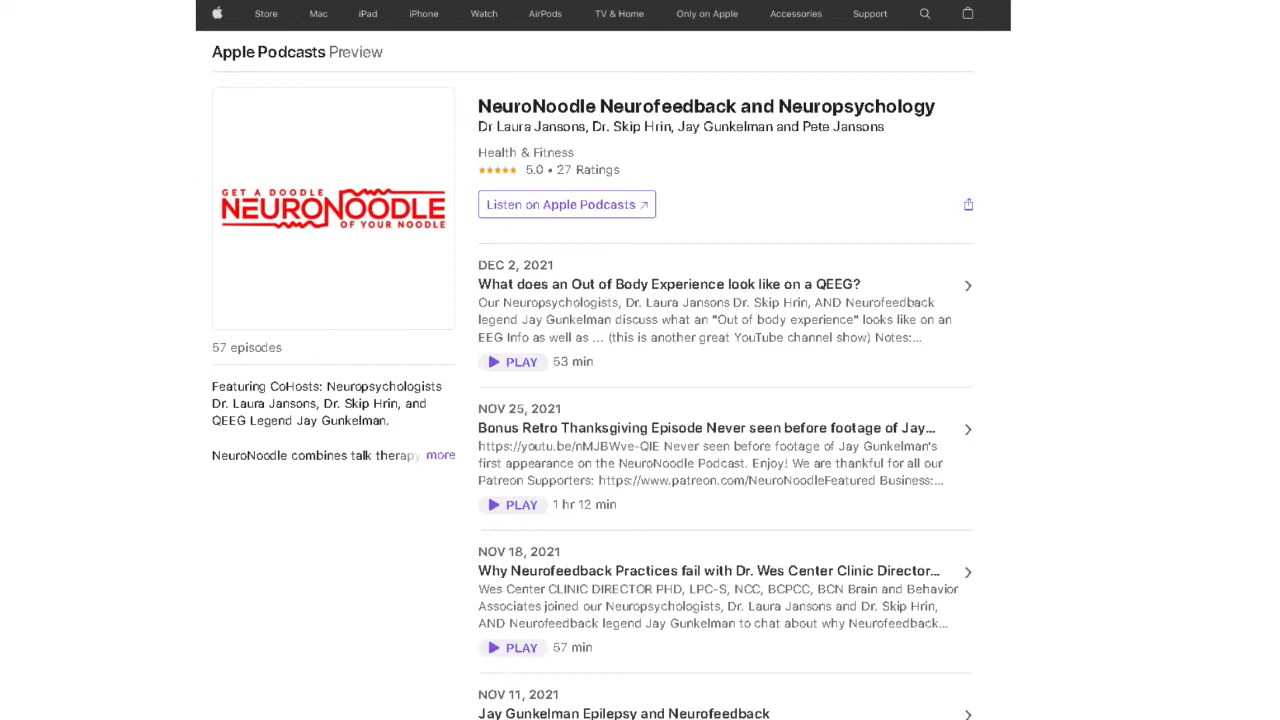 Store Mac iPad iPhone Watch AirPods TV & Home Only on Apple Accessories Support
Apple Podcasts Preview
GET A DOODLE
NEURONOODLE
OF YOUR NOODLE
57 episodes
Featuring CoHosts: Neuropsychologists
Dr. Laura Jansons, Dr. Skip Hrin, and
QEEG Legend Jay Gunkelman.
NeuroNoodle combines talk therapy more
NeuroNoodle Neurofeedback and Neuropsychology
Dr Laura Jansons, Dr. Skip Hrin, Jay Gunkelman and Pete Jansons
Health & Fitness
★★★★★ 5.0 • 27 Ratings
Listen on Apple Podcasts ↗
DEC 2, 2021
What does an Out of Body Experience look like on a QEEG?
Our Neuropsychologists, Dr. Laura Jansons Dr. Skip Hrin, AND Neurofeedback
legend Jay Gunkelman discuss what an "Out of body experience" looks like on an
EEG Info as well as ... (this is another great YouTube channel show) Notes:...
PLAY 53 min
NOV 25, 2021
Bonus Retro Thanksgiving Episode Never seen before footage of Jay...
https://youtu.be/nMJBWve-QIE Never seen before footage of Jay Gunkelman's
first appearance on the NeuroNoodle Podcast. Enjoy! We are thankful for all our
Patreon Supporters: https://www.patreon.com/NeuroNoodleFeatured Business:...
PLAY 1 hr 12 min
NOV 18, 2021
Why Neurofeedback Practices fail with Dr. Wes Center Clinic Director...
Wes Center CLINIC DIRECTOR PHD, LPC-S, NCC, BCPCC, BCN Brain and Behavior
Associates joined our Neuropsychologists, Dr. Laura Jansons and Dr. Skip Hrin,
AND Neurofeedback legend Jay Gunkelman to chat about why Neurofeedback...
PLAY 57 min
NOV 11, 2021
Jay Gunkelman Epilepsy and Neurofeedback